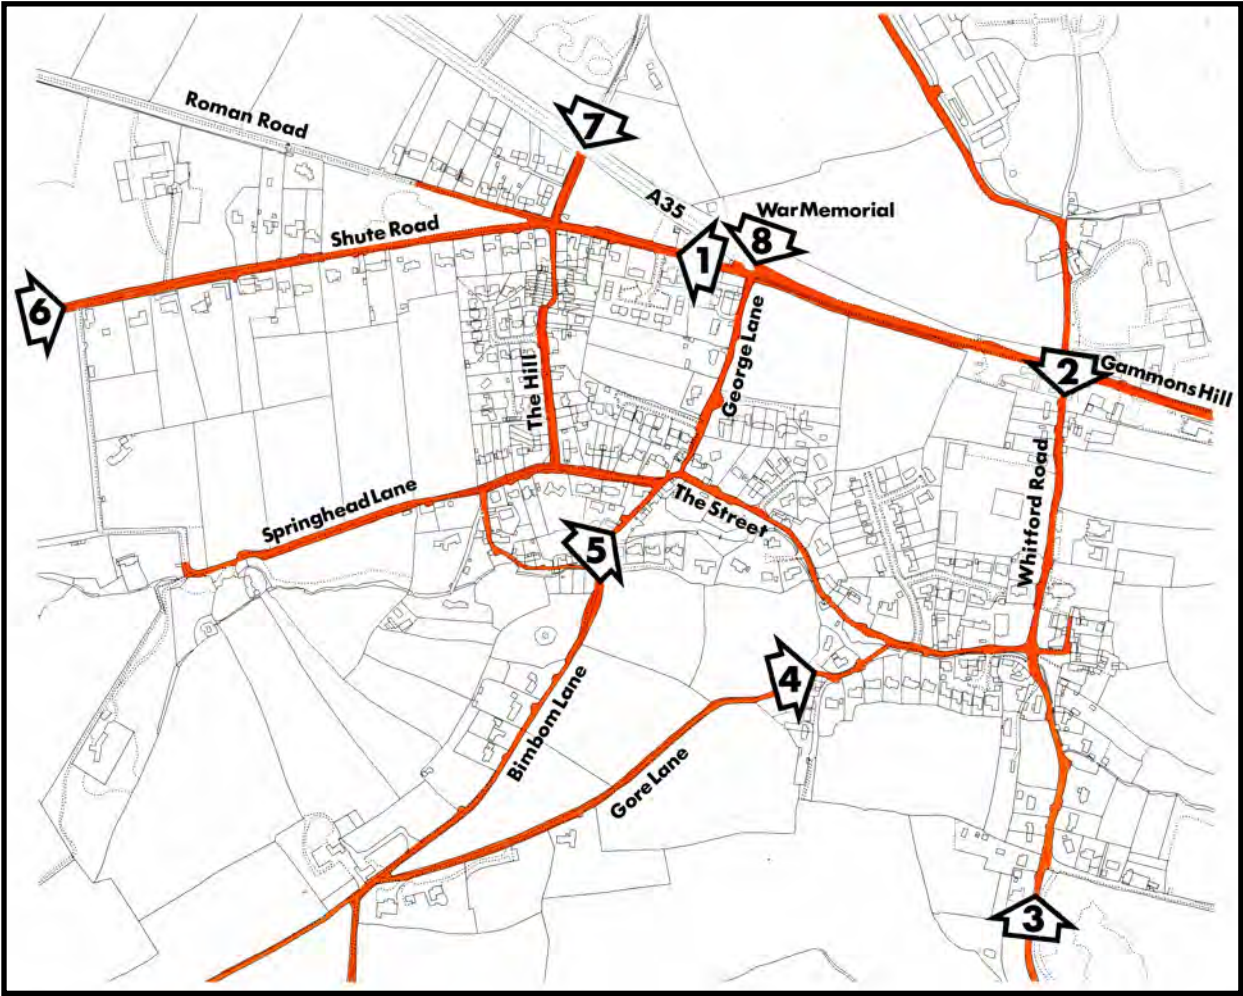 Roman Road
7
A35
War Memorial
Shute Road
1
8
6
The Hill
George Lane
2
Gammons Hill
Springhead Lane
The Street
Whitford Road
5
4
Bimbom Lane
Gore Lane
3